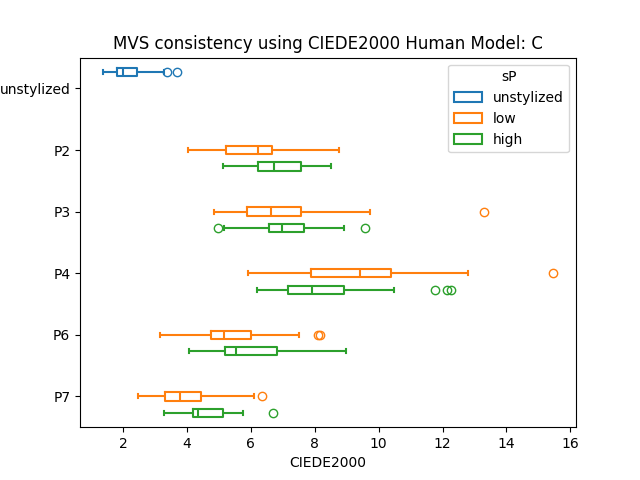 MVS consistency using CIEDE2000 Human Model: C
sP
unstylized
low
high
unstylized
P2
P3
P4
P6
P7
2 4 6 8 10 12 14 16
CIEDE2000